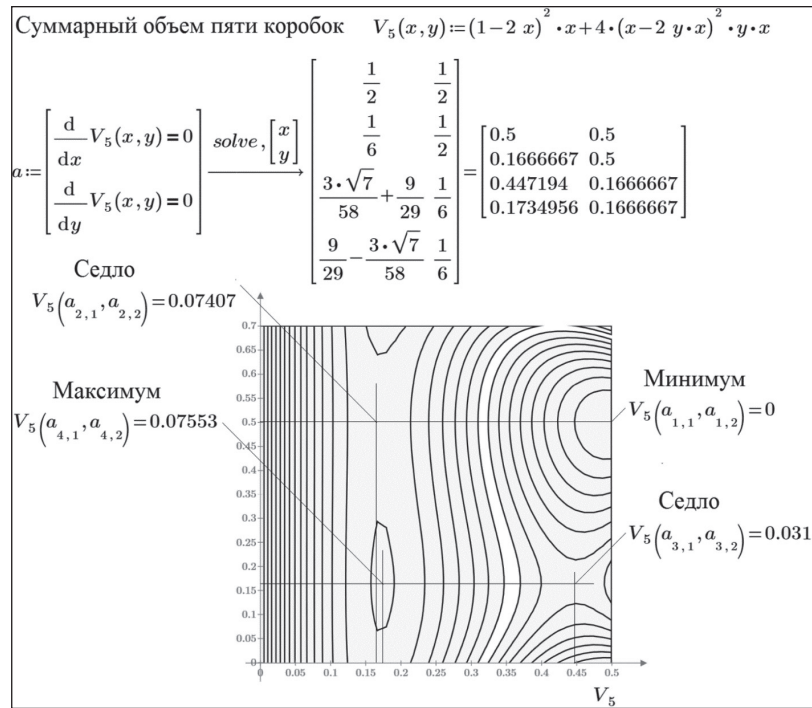 Суммарный объем пяти коробок V₅(x, y):=(1−2 x)²·x+4·(x−2 y·x)²·y·x
a:=[d/dx V₅(x, y)=0; d/dy V₅(x, y)=0] solve,[x; y] → [1/2 1/2; 1/6 1/2; 3·√7/58+9/29 1/6; 9/29−3·√7/58 1/6]=[0.5 0.5; 0.1666667 0.5; 0.447194 0.1666667; 0.1734956 0.1666667]
Седло
V₅(a₂,₁, a₂,₂)=0.07407
Максимум
V₅(a₄,₁, a₄,₂)=0.07553
Минимум
V₅(a₁,₁, a₁,₂)=0
Седло
V₅(a₃,₁, a₃,₂)=0.031
0.7
0.65
0.6
0.55
0.5
0.45
0.4
0.35
0.3
0.25
0.2
0.15
0.1
0.05
0
0 0.05 0.1 0.15 0.2 0.25 0.3 0.35 0.4 0.45 0.5
V₅